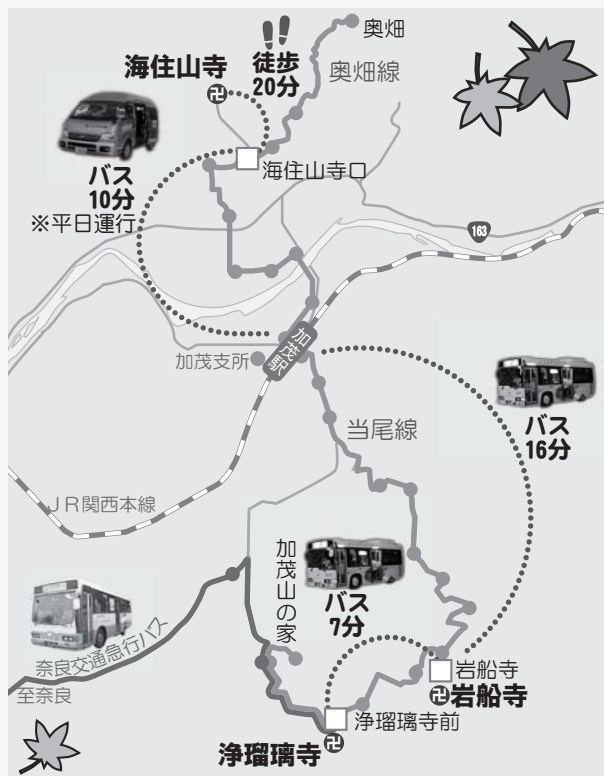 奥畑
徒歩
20分
奥畑線
海住山寺
卍
海住山寺口
バス
10分
※平日運行
163
加茂駅
加茂支所
バス
16分
当尾線
JR関西本線
加茂山の家
バス
7分
奈良交通急行バス
至奈良
岩船寺
卍岩船寺
浄瑠璃寺前
浄瑠璃寺卍